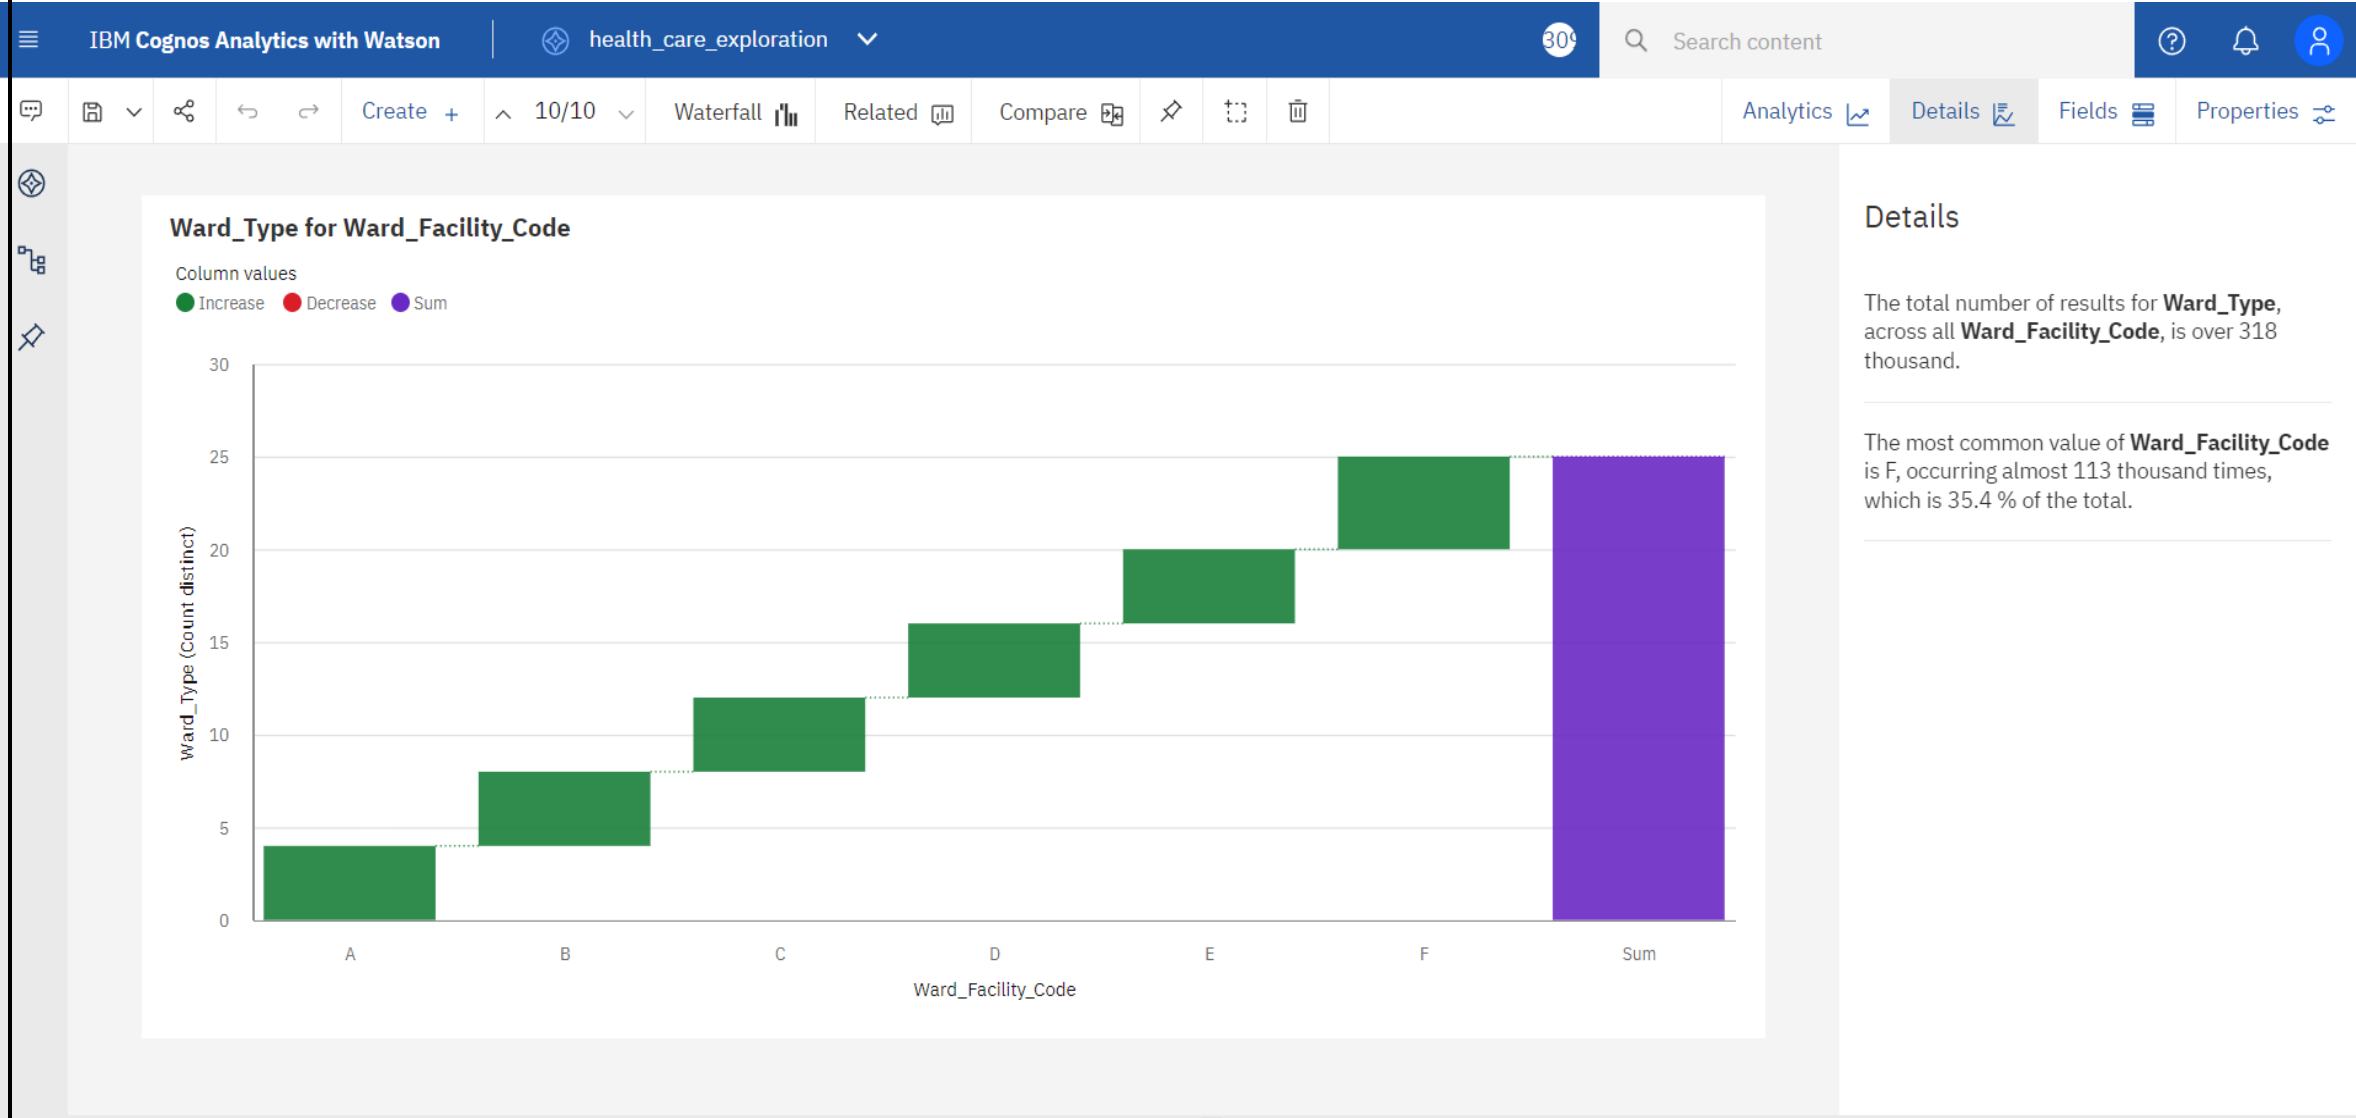 IBM Cognos Analytics with Watson
health_care_exploration
Search content
Create +
10/10
Waterfall
Related
Compare
Analytics
Details
Fields
Properties
Ward_Type for Ward_Facility_Code
Column values
Increase Decrease Sum
30
25
20
15
10
5
0
Ward_Type (Count distinct)
A B C D E F Sum
Ward_Facility_Code
Details
The total number of results for Ward_Type,
across all Ward_Facility_Code, is over 318
thousand.
The most common value of Ward_Facility_Code
is F, occurring almost 113 thousand times,
which is 35.4 % of the total.